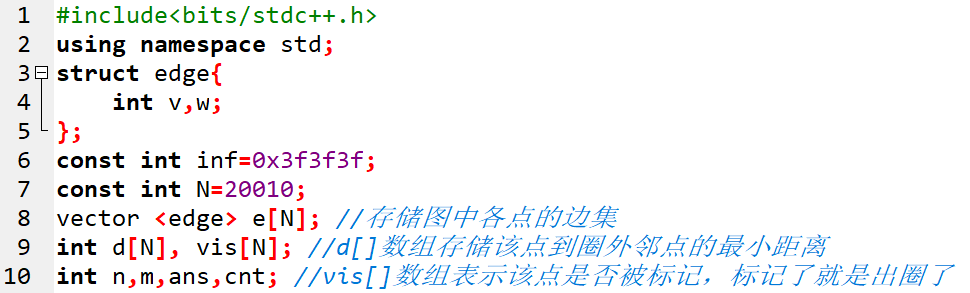 1 #include<bits/stdc++.h>
2 using namespace std;
3 struct edge{
4     int v,w;
5 };
6 const int inf=0x3f3f3f;
7 const int N=20010;
8 vector <edge> e[N]; //存储图中各点的边集
9 int d[N], vis[N]; //d[]数组存储该点到圈外邻点的最小距离
10 int n,m,ans,cnt; //vis[]数组表示该点是否被标记，标记了就是出圈了